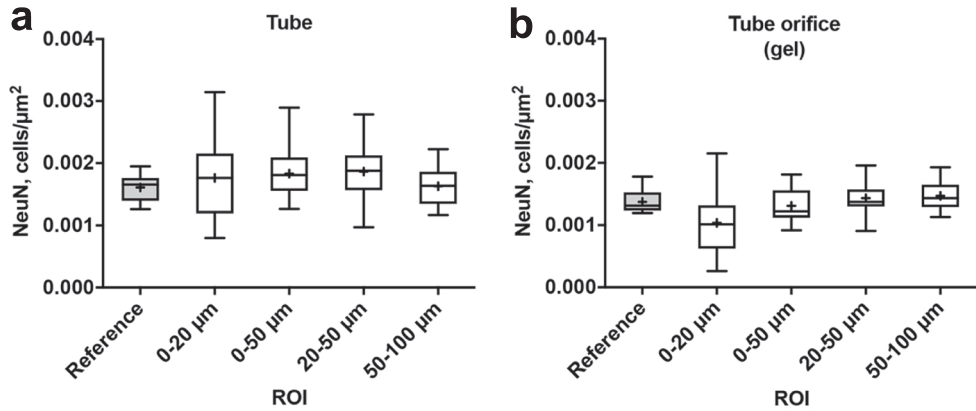 a
Tube
NeuN, cells/µm²
0.004
0.003
0.002
0.001
0.000
Reference
0-20 µm
0-50 µm
20-50 µm
50-100 µm
ROI
b
Tube orifice
(gel)
NeuN, cells/µm²
0.004
0.003
0.002
0.001
0.000
Reference
0-20 µm
0-50 µm
20-50 µm
50-100 µm
ROI